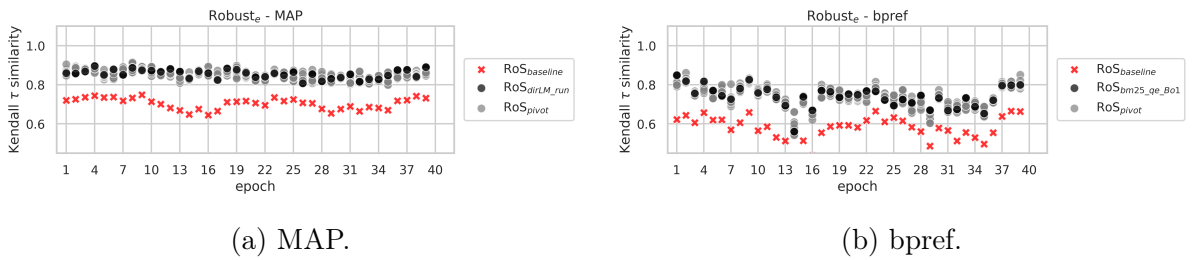 Robust_e - MAP
Kendall τ similarity
1.0
0.8
0.6
1 4 7 10 13 16 19 22 25 28 31 34 37 40
epoch
RoS_baseline
RoS_dirLM_run
RoS_pivot
(a) MAP.
Robust_e - bpref
Kendall τ similarity
1.0
0.8
0.6
1 4 7 10 13 16 19 22 25 28 31 34 37 40
epoch
RoS_baseline
RoS_bm25_qe_Bo1
RoS_pivot
(b) bpref.